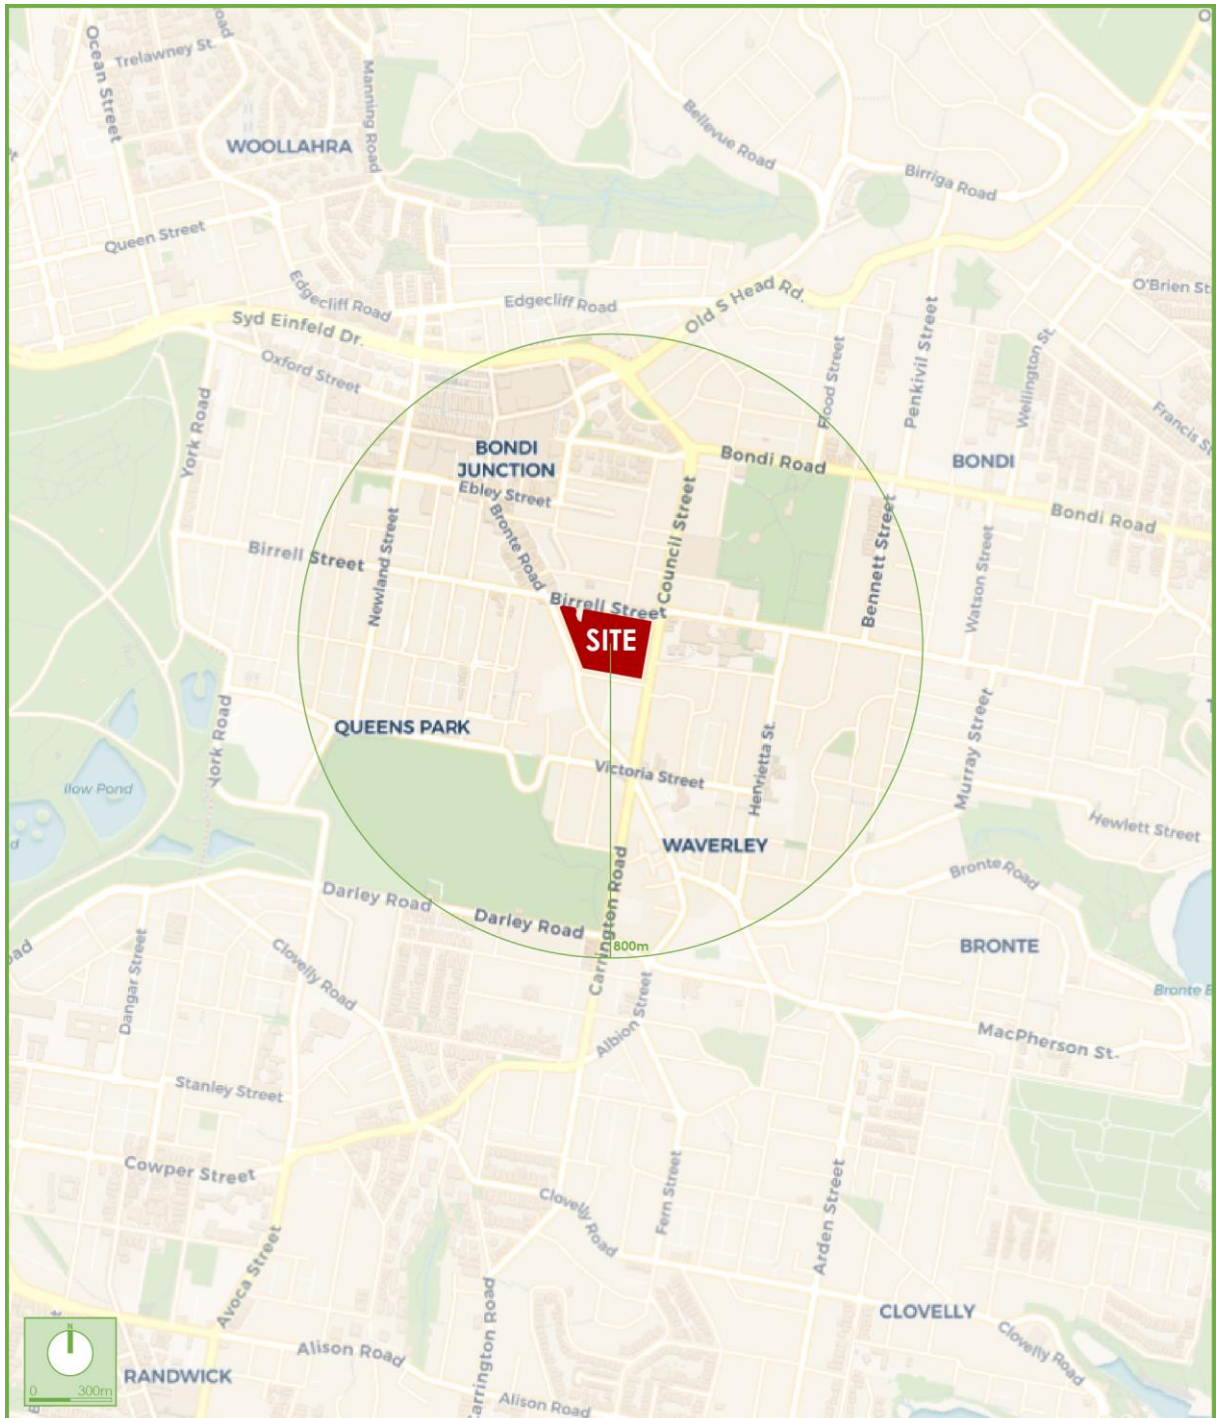 Ocean Street
Trelawney St.
Road
Manning Road
WOOLLAHRA
Bellevue Road
Birriga Road
Queen Street
Edgecliff Road
Edgecliff Road
Old S Head Rd.
O'Brien St
Syd Einfeld Dr.
Oxford Street
Flood Street
Penkivil Street
Wellington St.
Francis St
York Road
BONDI
JUNCTION
Bondi Road
BONDI
Ebley Street
Bronte Road
Council Street
Bennett Street
Bondi Road
Newland Street
Birrell Street
Birrell Street
Watson Street
SITE
QUEENS PARK
York Road
Victoria Street
Henrietta St.
Murray Street
llow Pond
Hewlett Street
WAVERLEY
Bronte Road
Darley Road
Darley Road
Carrington Road
800m
BRONTE
Dangar Street
Clovelly Road
Albion Street
Bronte B
MacPherson St.
Stanley Street
Cowper Street
Fern Street
Arden Street
Clovelly Road
Avoca Street
Carrington Road
CLOVELLY
Clovelly Road
Alison Road
Alison Road
RANDWICK
N
0 300m